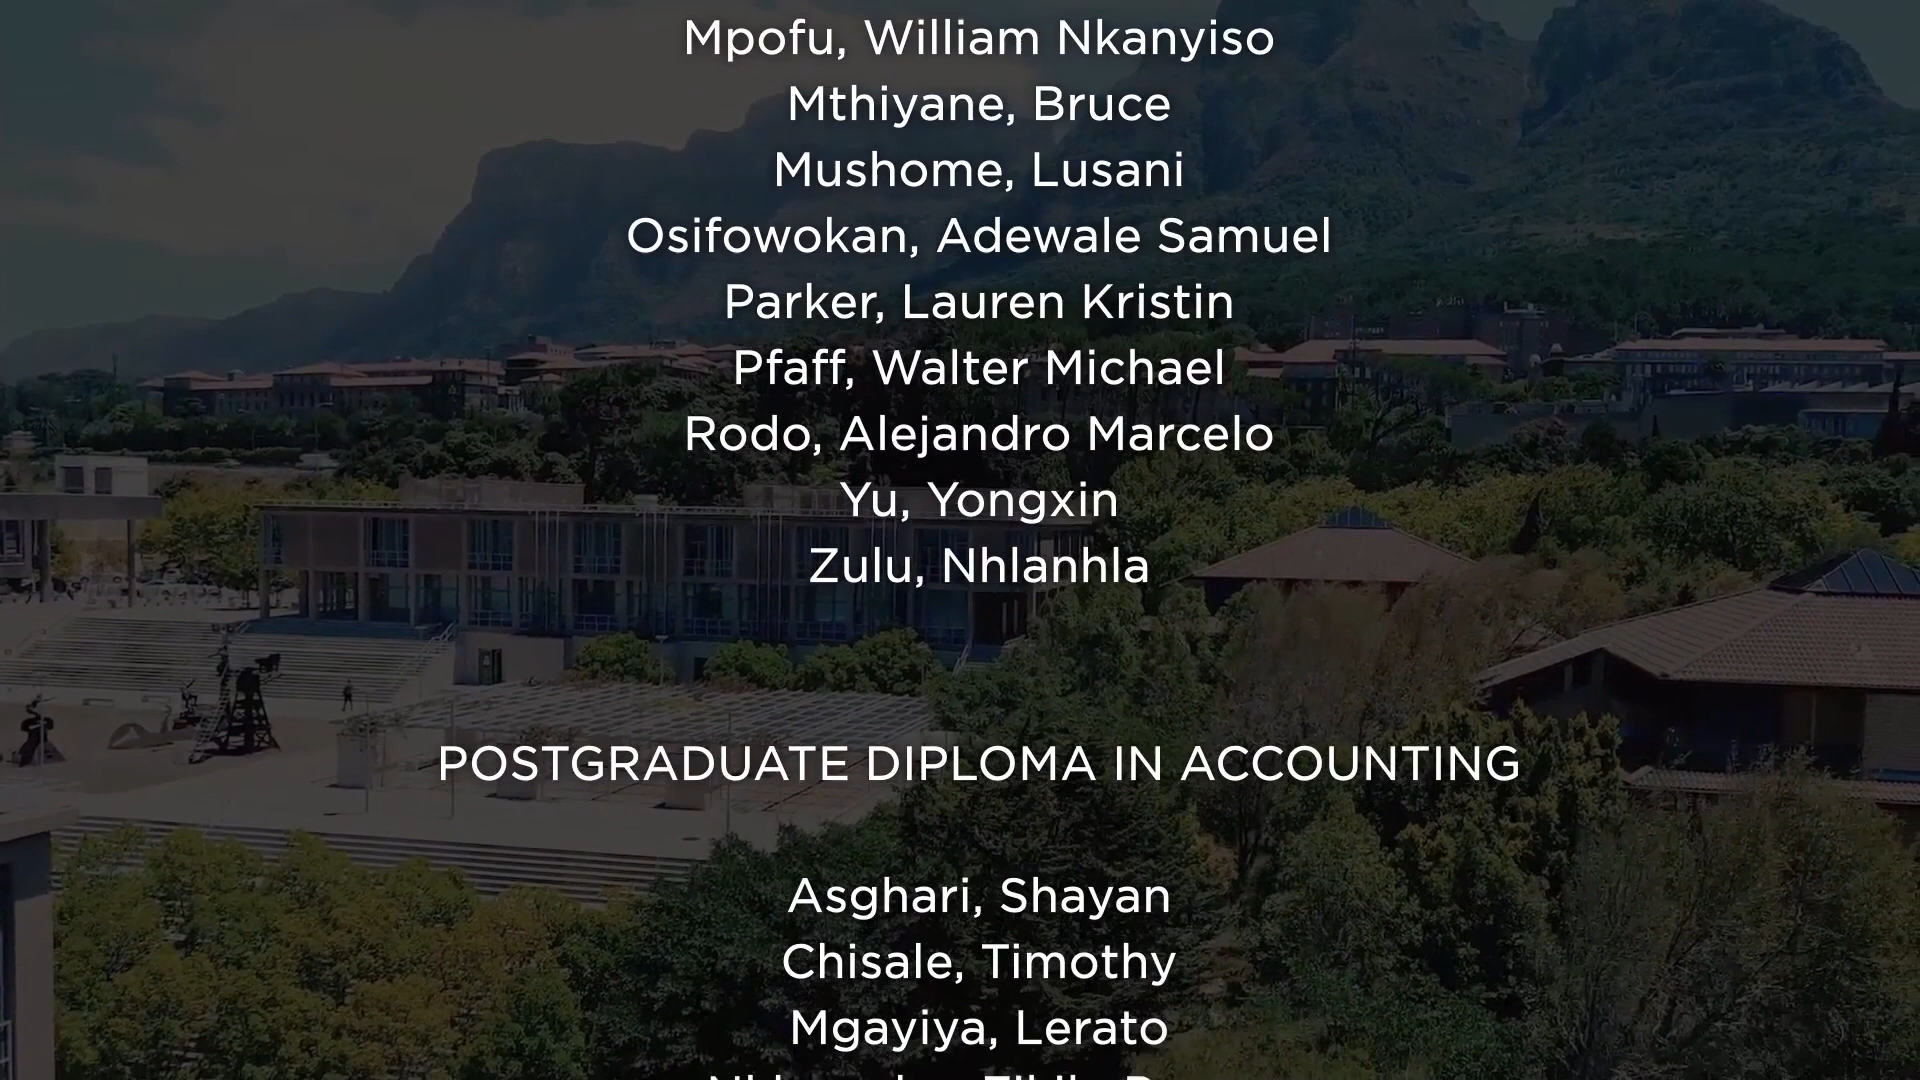 Mpofu, William Nkanyiso
Mthiyane, Bruce
Mushome, Lusani
Osifowokan, Adewale Samuel
Parker, Lauren Kristin
Pfaff, Walter Michael
Rodo, Alejandro Marcelo
Yu, Yongxin
Zulu, Nhlanhla
POSTGRADUATE DIPLOMA IN ACCOUNTING
Asghari, Shayan
Chisale, Timothy
Mgayiya, Lerato